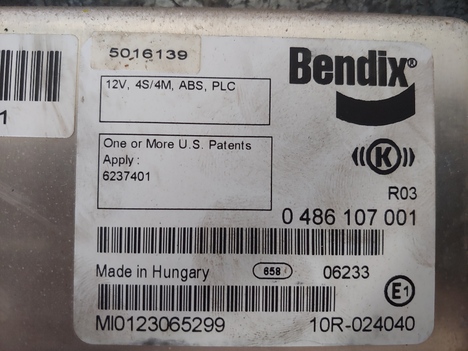 5016139
Bendix®
12V, 4S/4M, ABS, PLC
One or More U.S. Patents
Apply :
6237401
1
K
R03
0 486 107 001
Made in Hungary 658 06233
E1
MI0123065299 10R-024040